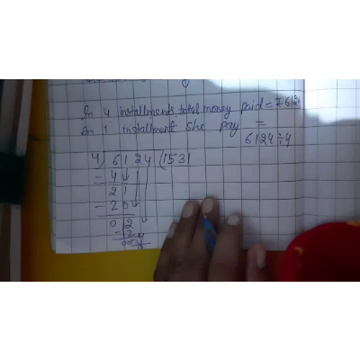 In 4 installments, total money paid = ₹6124
In 1 installment she pay =
6124÷4
4) 6124 (1531
- 4
21
- 20
012